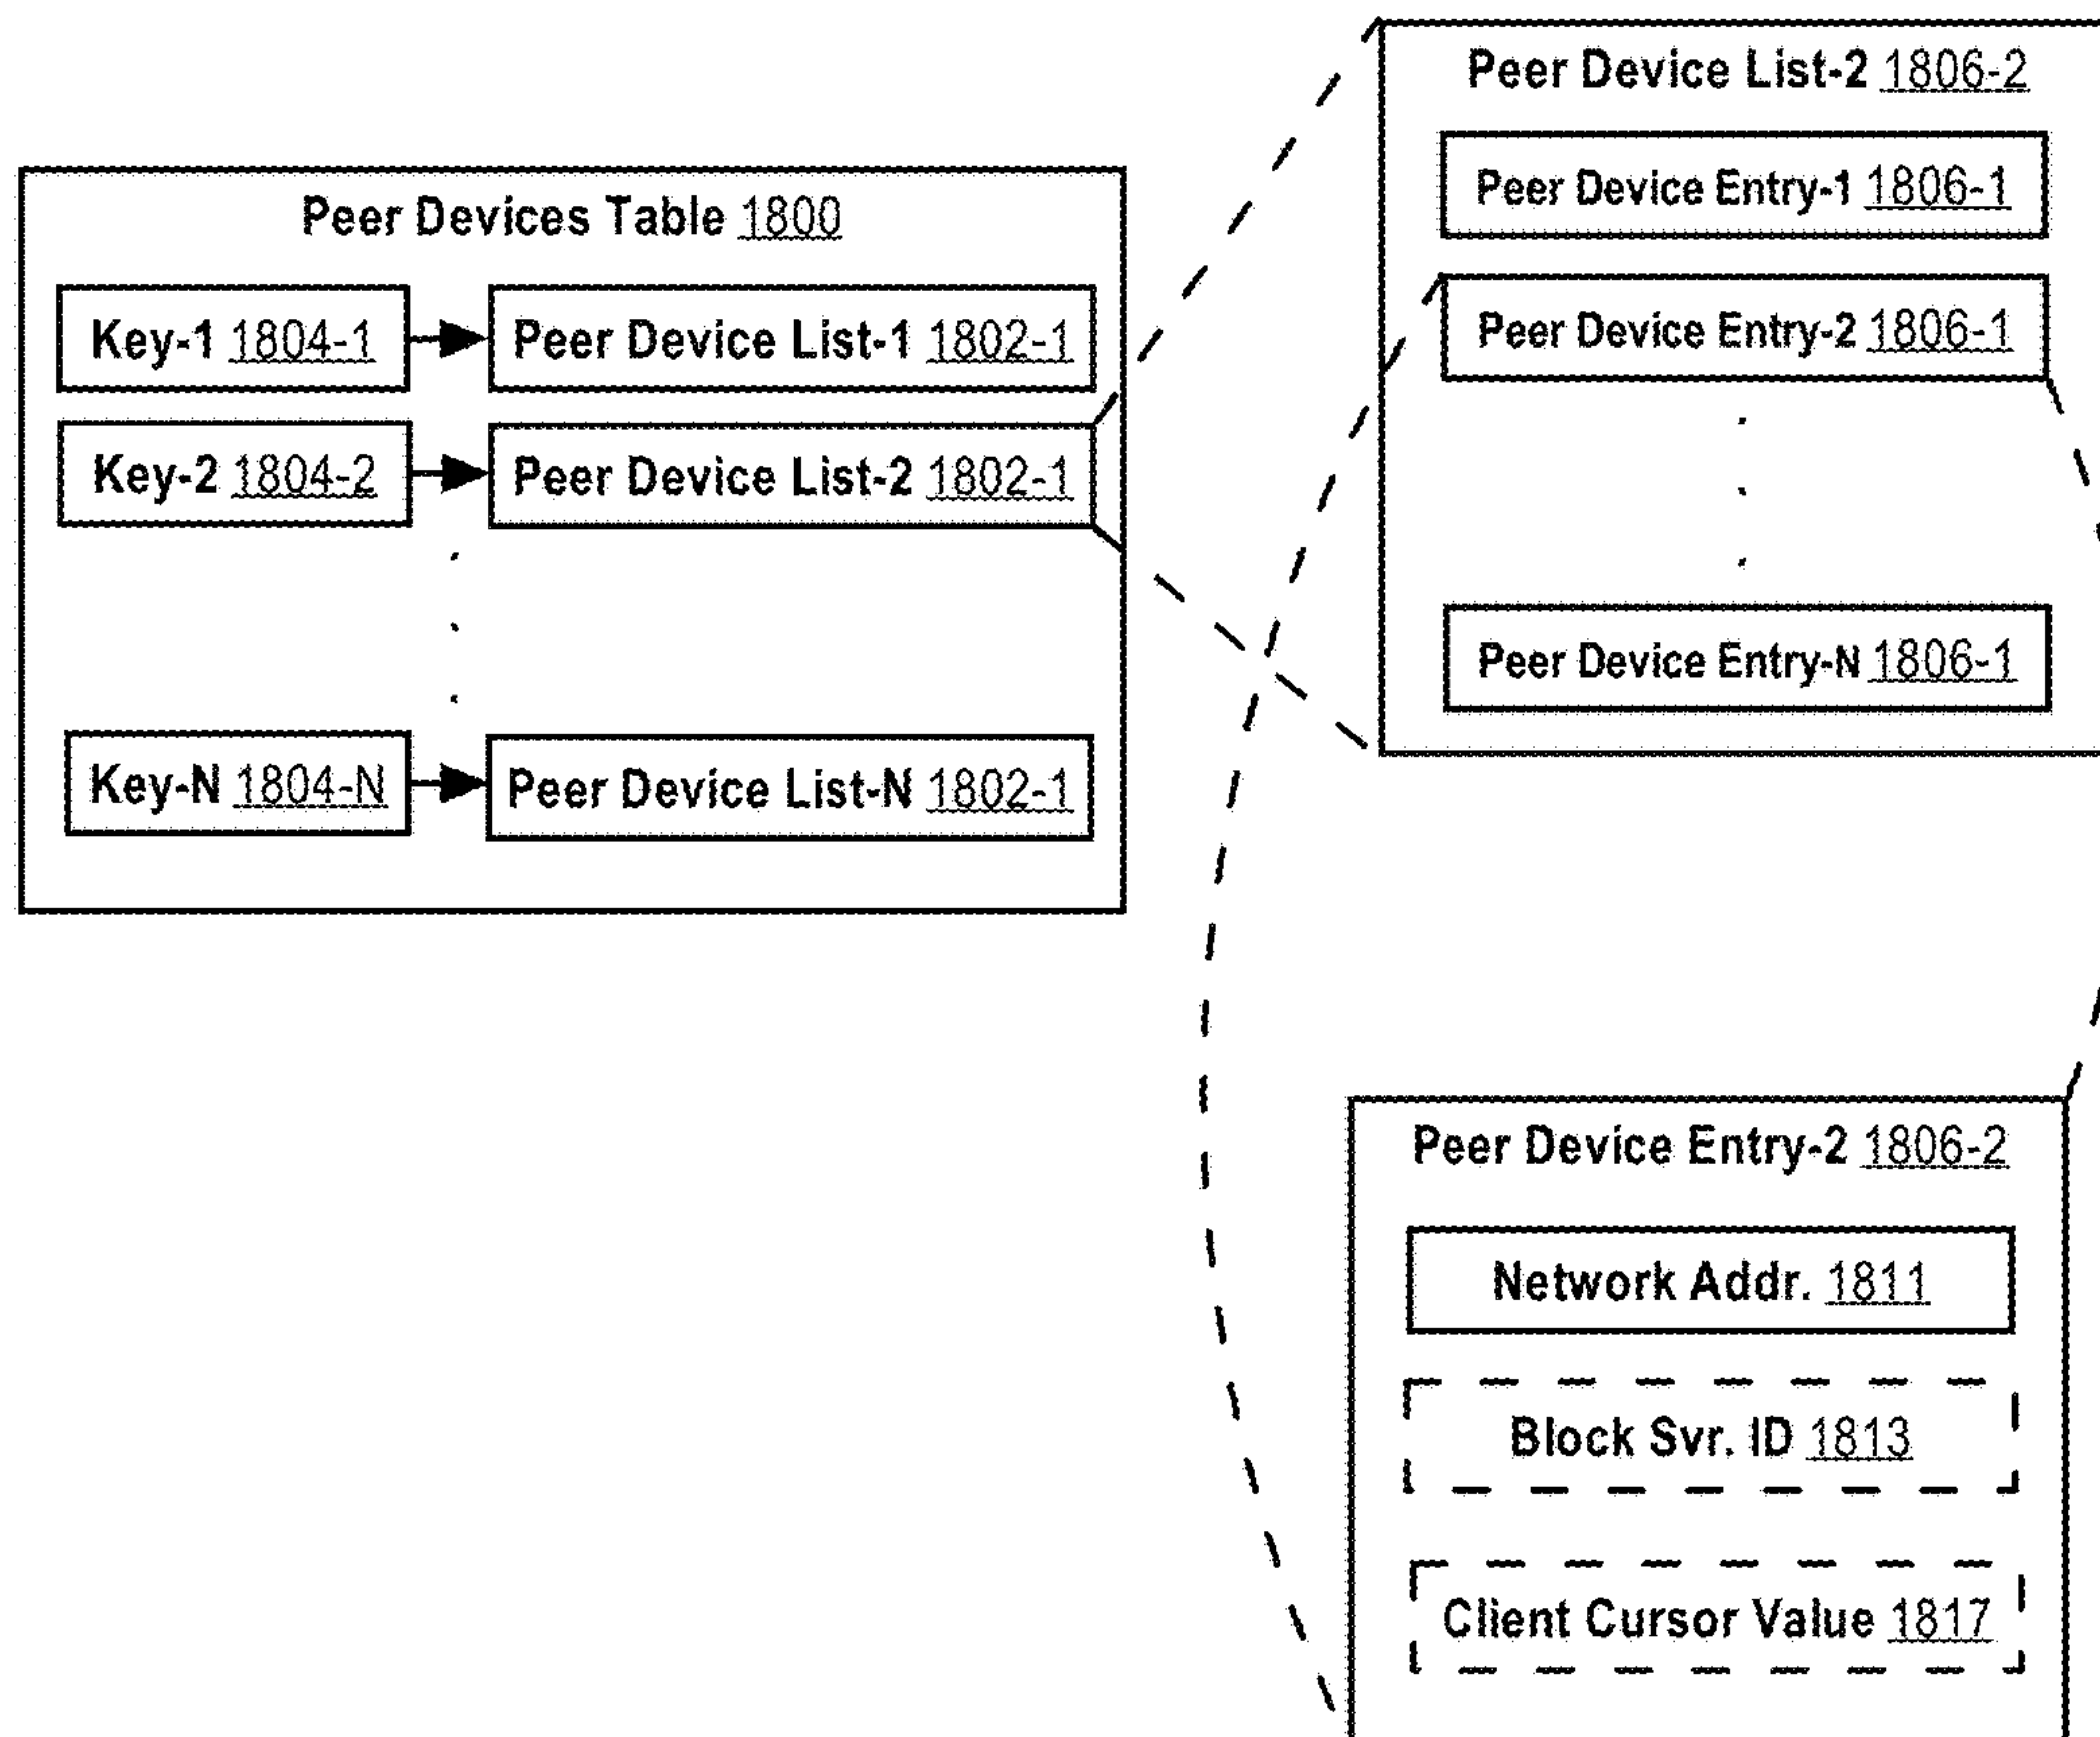 Peer Devices Table 1800
Key-1 1804-1
Peer Device List-1 1802-1
Key-2 1804-2
Peer Device List-2 1802-1
Key-N 1804-N
Peer Device List-N 1802-1
Peer Device List-2 1806-2
Peer Device Entry-1 1806-1
Peer Device Entry-2 1806-1
Peer Device Entry-N 1806-1
Peer Device Entry-2 1806-2
Network Addr. 1811
Block Svr. ID 1813
Client Cursor Value 1817